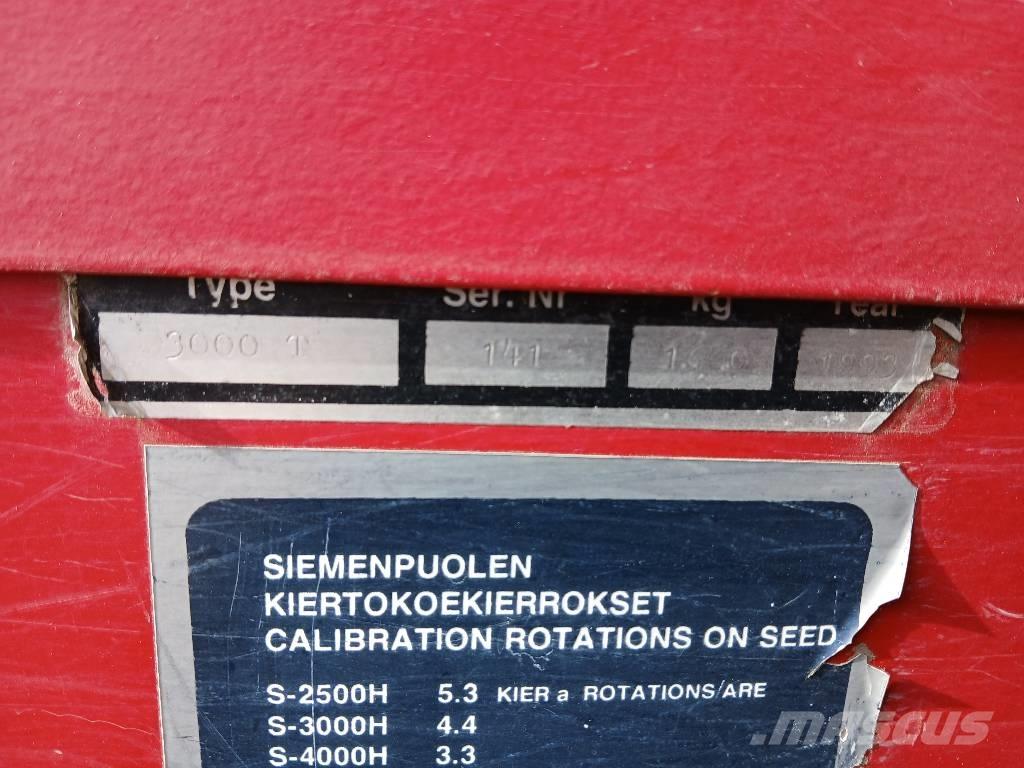 Type Ser. Nr kg Year
3000 T 141 1993
SIEMENPUOLEN
KIERTOKOEKIERROKSET
CALIBRATION ROTATIONS ON SEED
S-2500H 5.3 KIER a ROTATIONS/ARE
S-3000H 4.4
S-4000H 3.3
mascus